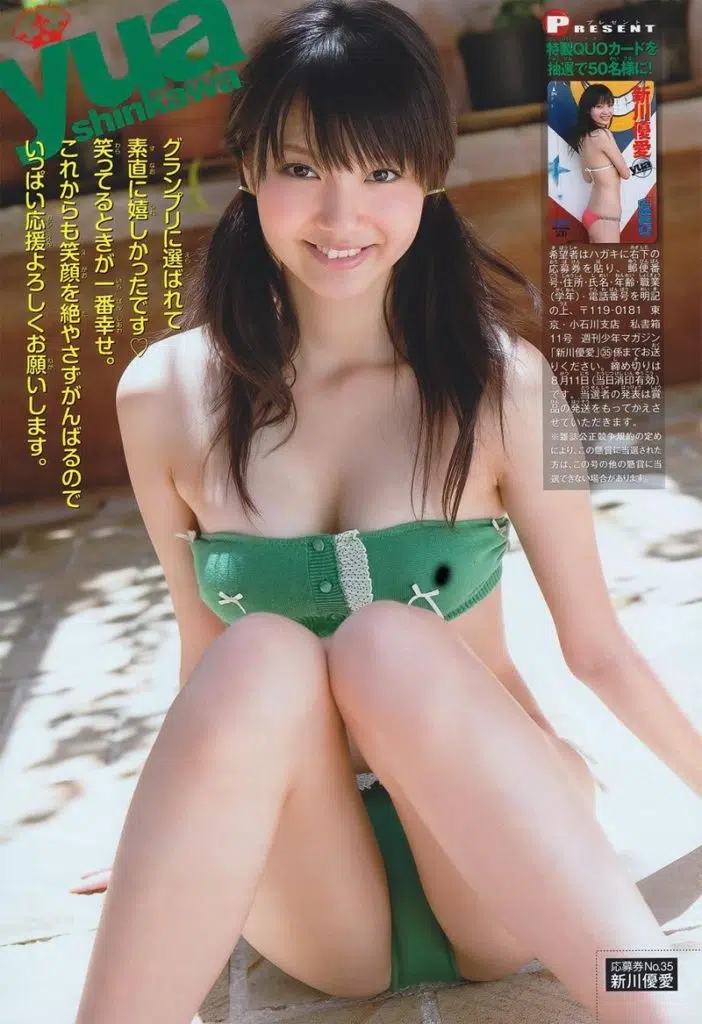 yua
shinkawa
グランプリに選ばれて
素直に嬉しかったです♡
笑ってるときが一番幸せ。
これからも笑顔を絶やさずがんばるので
いっぱい応援よろしくお願いします。
PRESENT
プレゼント
特製QUOカードを
抽選で50名様に!
新川優愛
yua
希望者はハガキに右下の
応募券を貼り、郵便番
号・住所・氏名・年齢・職業
(学年)・電話番号を明記
の上、〒119-0181 東
京・小石川支店 私書箱
11号 週刊少年マガジン
「新川優愛」㉟係までお送
りください。締め切りは
8月11日(当日消印有効)
です。当選者の発表は賞
品の発送をもってかえさ
せていただきます。
※雑誌公正競争規約の定め
により、この懸賞に当選された
方は、この号の他の懸賞に当
選できない場合があります。
応募券No.35
新川優愛